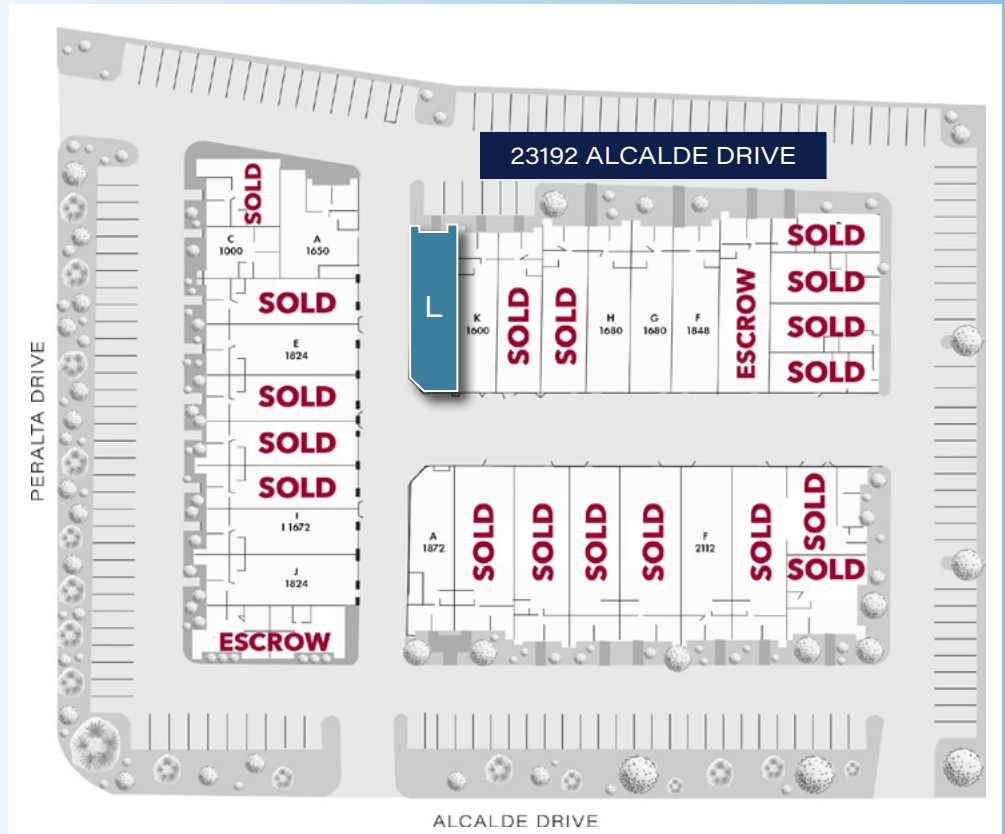 23192 ALCALDE DRIVE
SOLD
C
1000
A
1650
SOLD
E
1824
SOLD
SOLD
SOLD
I
I 1672
J
1824
ESCROW
L
K
1600
SOLD
SOLD
H
1680
G
1680
F
1848
ESCROW
SOLD
SOLD
SOLD
SOLD
A
1872
SOLD
SOLD
SOLD
SOLD
F
2112
SOLD
SOLD
SOLD
PERALTA DRIVE
ALCALDE DRIVE